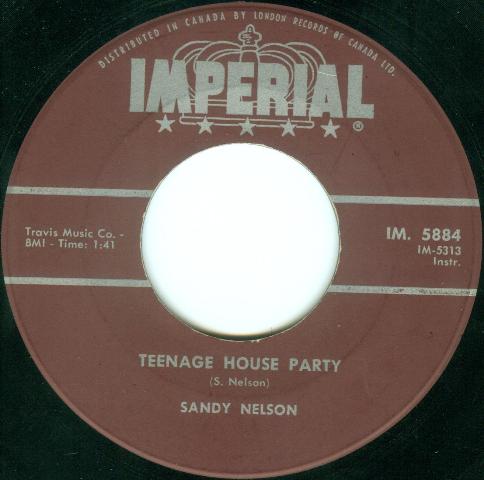 DISTRIBUTED IN CANADA BY LONDON RECORDS OF CANADA LTD.
IMPERIAL
®
Travis Music Co. -
BMI - Time: 1:41
IM. 5884
IM-5313
Instr.
TEENAGE HOUSE PARTY
(S. Nelson)
SANDY NELSON